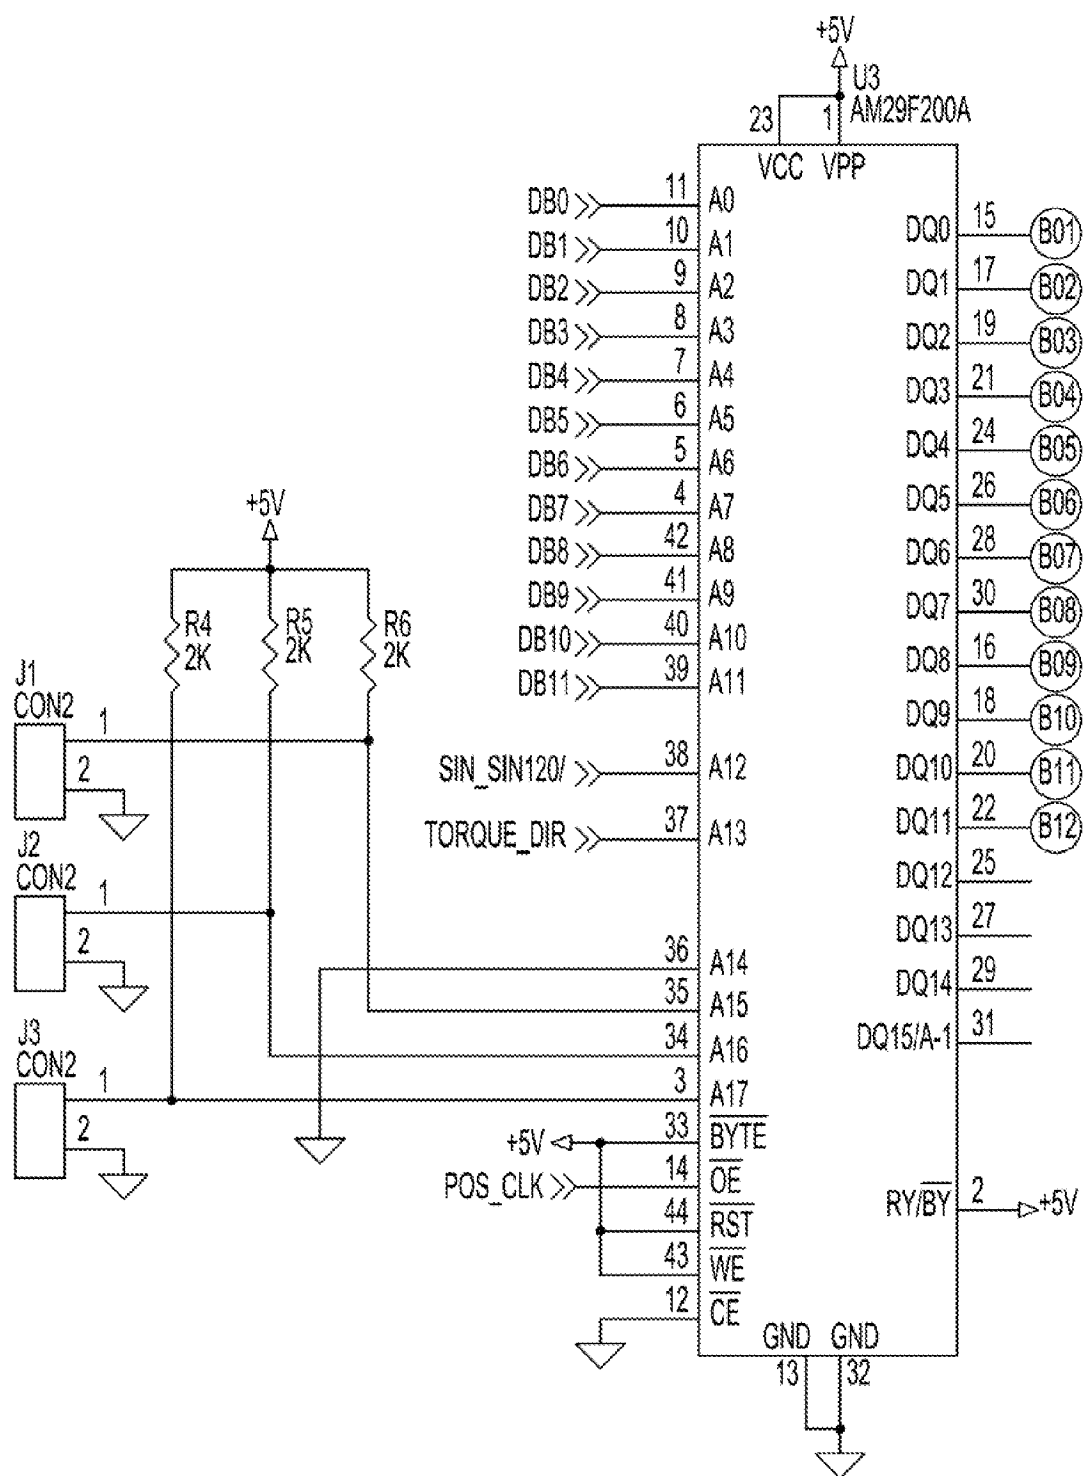 +5V
U3
AM29F200A
23
1
VCC VPP
DB0 11 A0
DB1 10 A1
DB2 9 A2
DB3 8 A3
DB4 7 A4
DB5 6 A5
DB6 5 A6
DB7 4 A7
DB8 42 A8
DB9 41 A9
DB10 40 A10
DB11 39 A11
SIN_SIN120/ 38 A12
TORQUE_DIR 37 A13
36 A14
35 A15
34 A16
3 A17
+5V 33 BYTE
POS_CLK 14 OE
44 RST
43 WE
12 CE
DQ0 15 B01
DQ1 17 B02
DQ2 19 B03
DQ3 21 B04
DQ4 24 B05
DQ5 26 B06
DQ6 28 B07
DQ7 30 B08
DQ8 16 B09
DQ9 18 B10
DQ10 20 B11
DQ11 22 B12
DQ12 25
DQ13 27
DQ14 29
DQ15/A-1 31
RY/BY 2 +5V
GND GND
13 32
+5V
R4
2K
R5
2K
R6
2K
J1
CON2
1
2
J2
CON2
1
2
J3
CON2
1
2